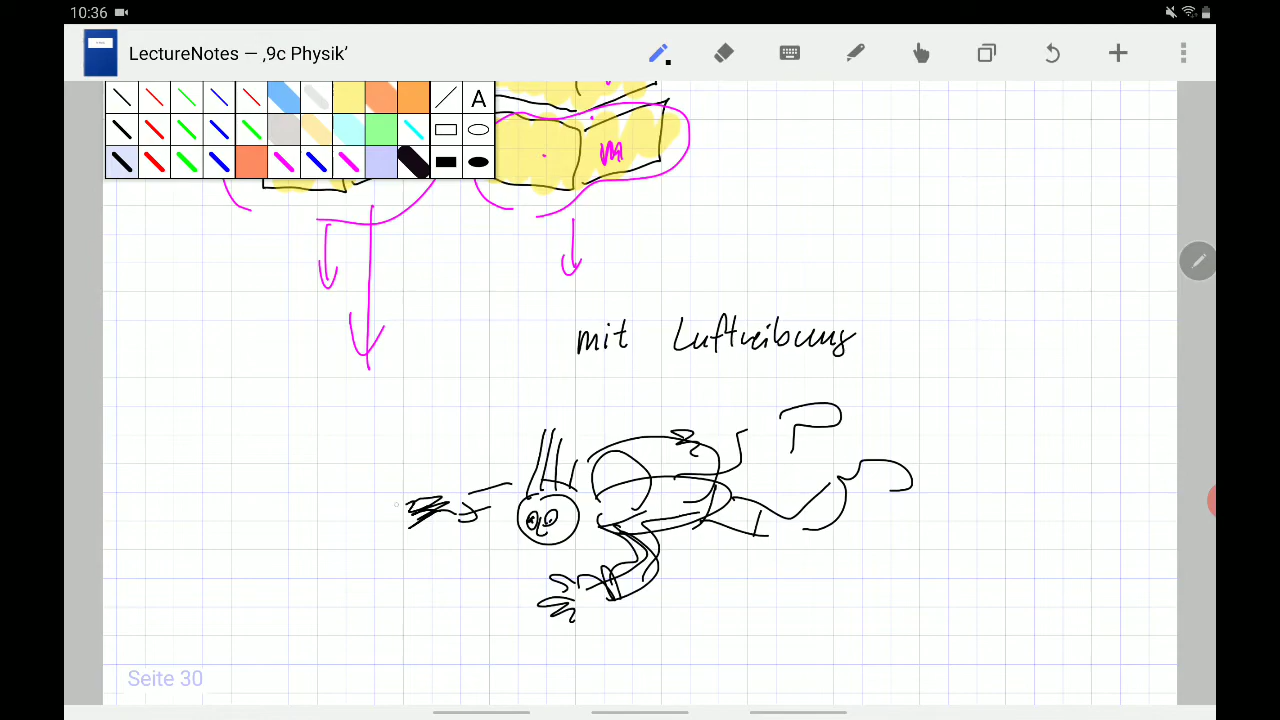 10:36
LectureNotes — ‚9c Physik’
A
m
mit Luftreibung
Seite 30